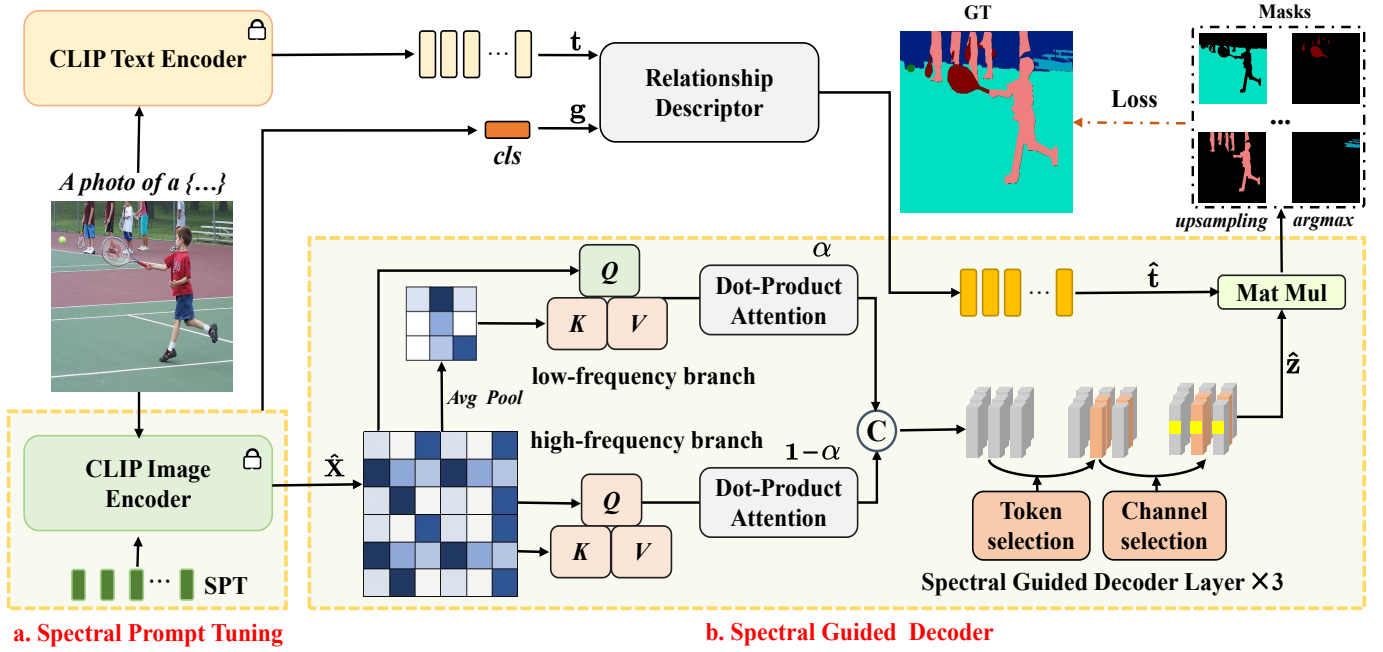 GT
Masks
CLIP Text Encoder
...
t
Relationship
Descriptor
Loss
...
g
cls
upsampling argmax
A photo of a {...}
Q
α
Dot-Product
Attention
K V
...
t̂
Mat Mul
low-frequency branch
ẑ
Avg Pool
high-frequency branch
C
CLIP Image
Encoder
x̂
1-α
Q
Dot-Product
Attention
K V
Token
selection
Channel
selection
... SPT
Spectral Guided Decoder Layer ×3
a. Spectral Prompt Tuning
b. Spectral Guided Decoder